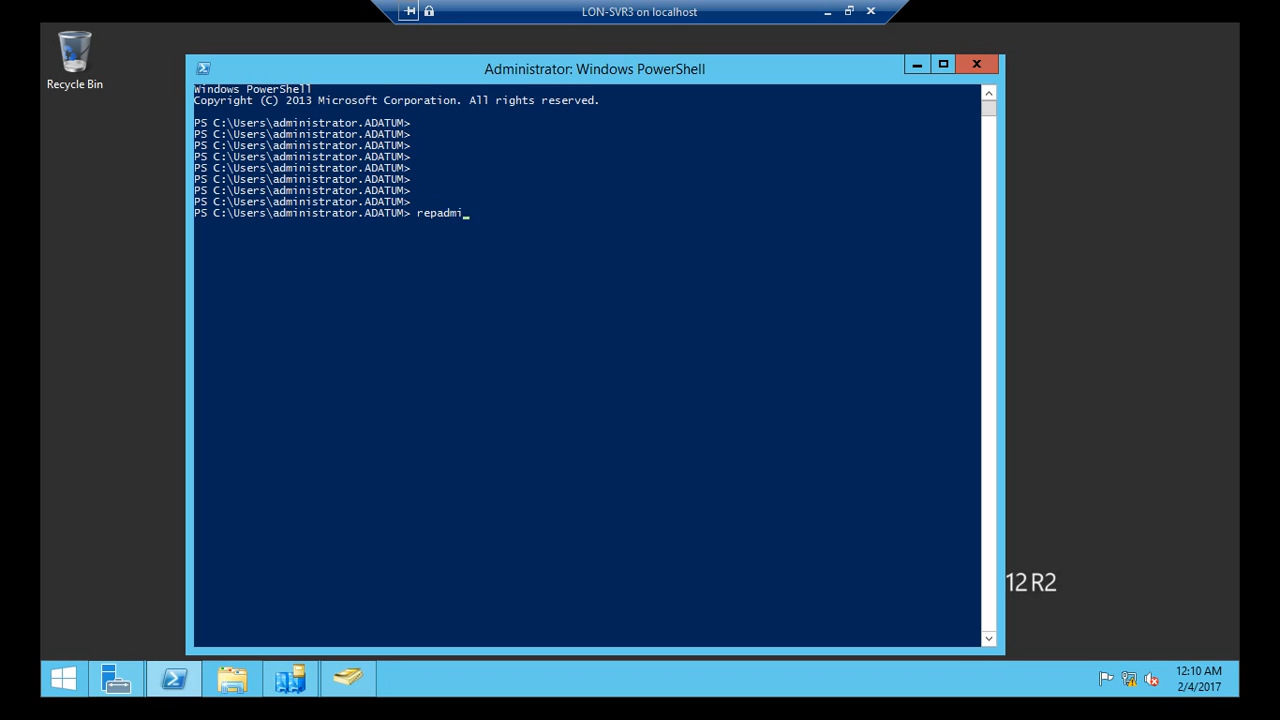 LON-SVR3 on localhost
Recycle Bin
Administrator: Windows PowerShell
Windows PowerShell
Copyright (C) 2013 Microsoft Corporation. All rights reserved.
PS C:\Users\administrator.ADATUM>
PS C:\Users\administrator.ADATUM>
PS C:\Users\administrator.ADATUM>
PS C:\Users\administrator.ADATUM>
PS C:\Users\administrator.ADATUM>
PS C:\Users\administrator.ADATUM>
PS C:\Users\administrator.ADATUM>
PS C:\Users\administrator.ADATUM>
PS C:\Users\administrator.ADATUM> repadmi_
12 R2
12:10 AM
2/4/2017